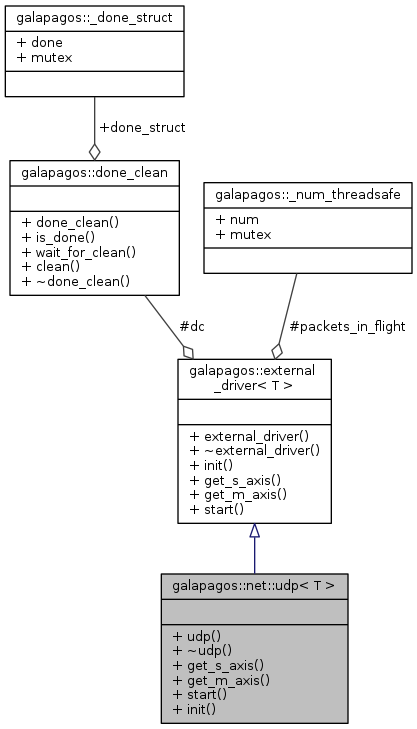 galapagos::_done_struct
+ done
+ mutex
+done_struct
galapagos::done_clean
+ done_clean()
+ is_done()
+ wait_for_clean()
+ clean()
+ ~done_clean()
galapagos::_num_threadsafe
+ num
+ mutex
#dc
#packets_in_flight
galapagos::external
_driver< T >
+ external_driver()
+ ~external_driver()
+ init()
+ get_s_axis()
+ get_m_axis()
+ start()
galapagos::net::udp< T >
+ udp()
+ ~udp()
+ get_s_axis()
+ get_m_axis()
+ start()
+ init()